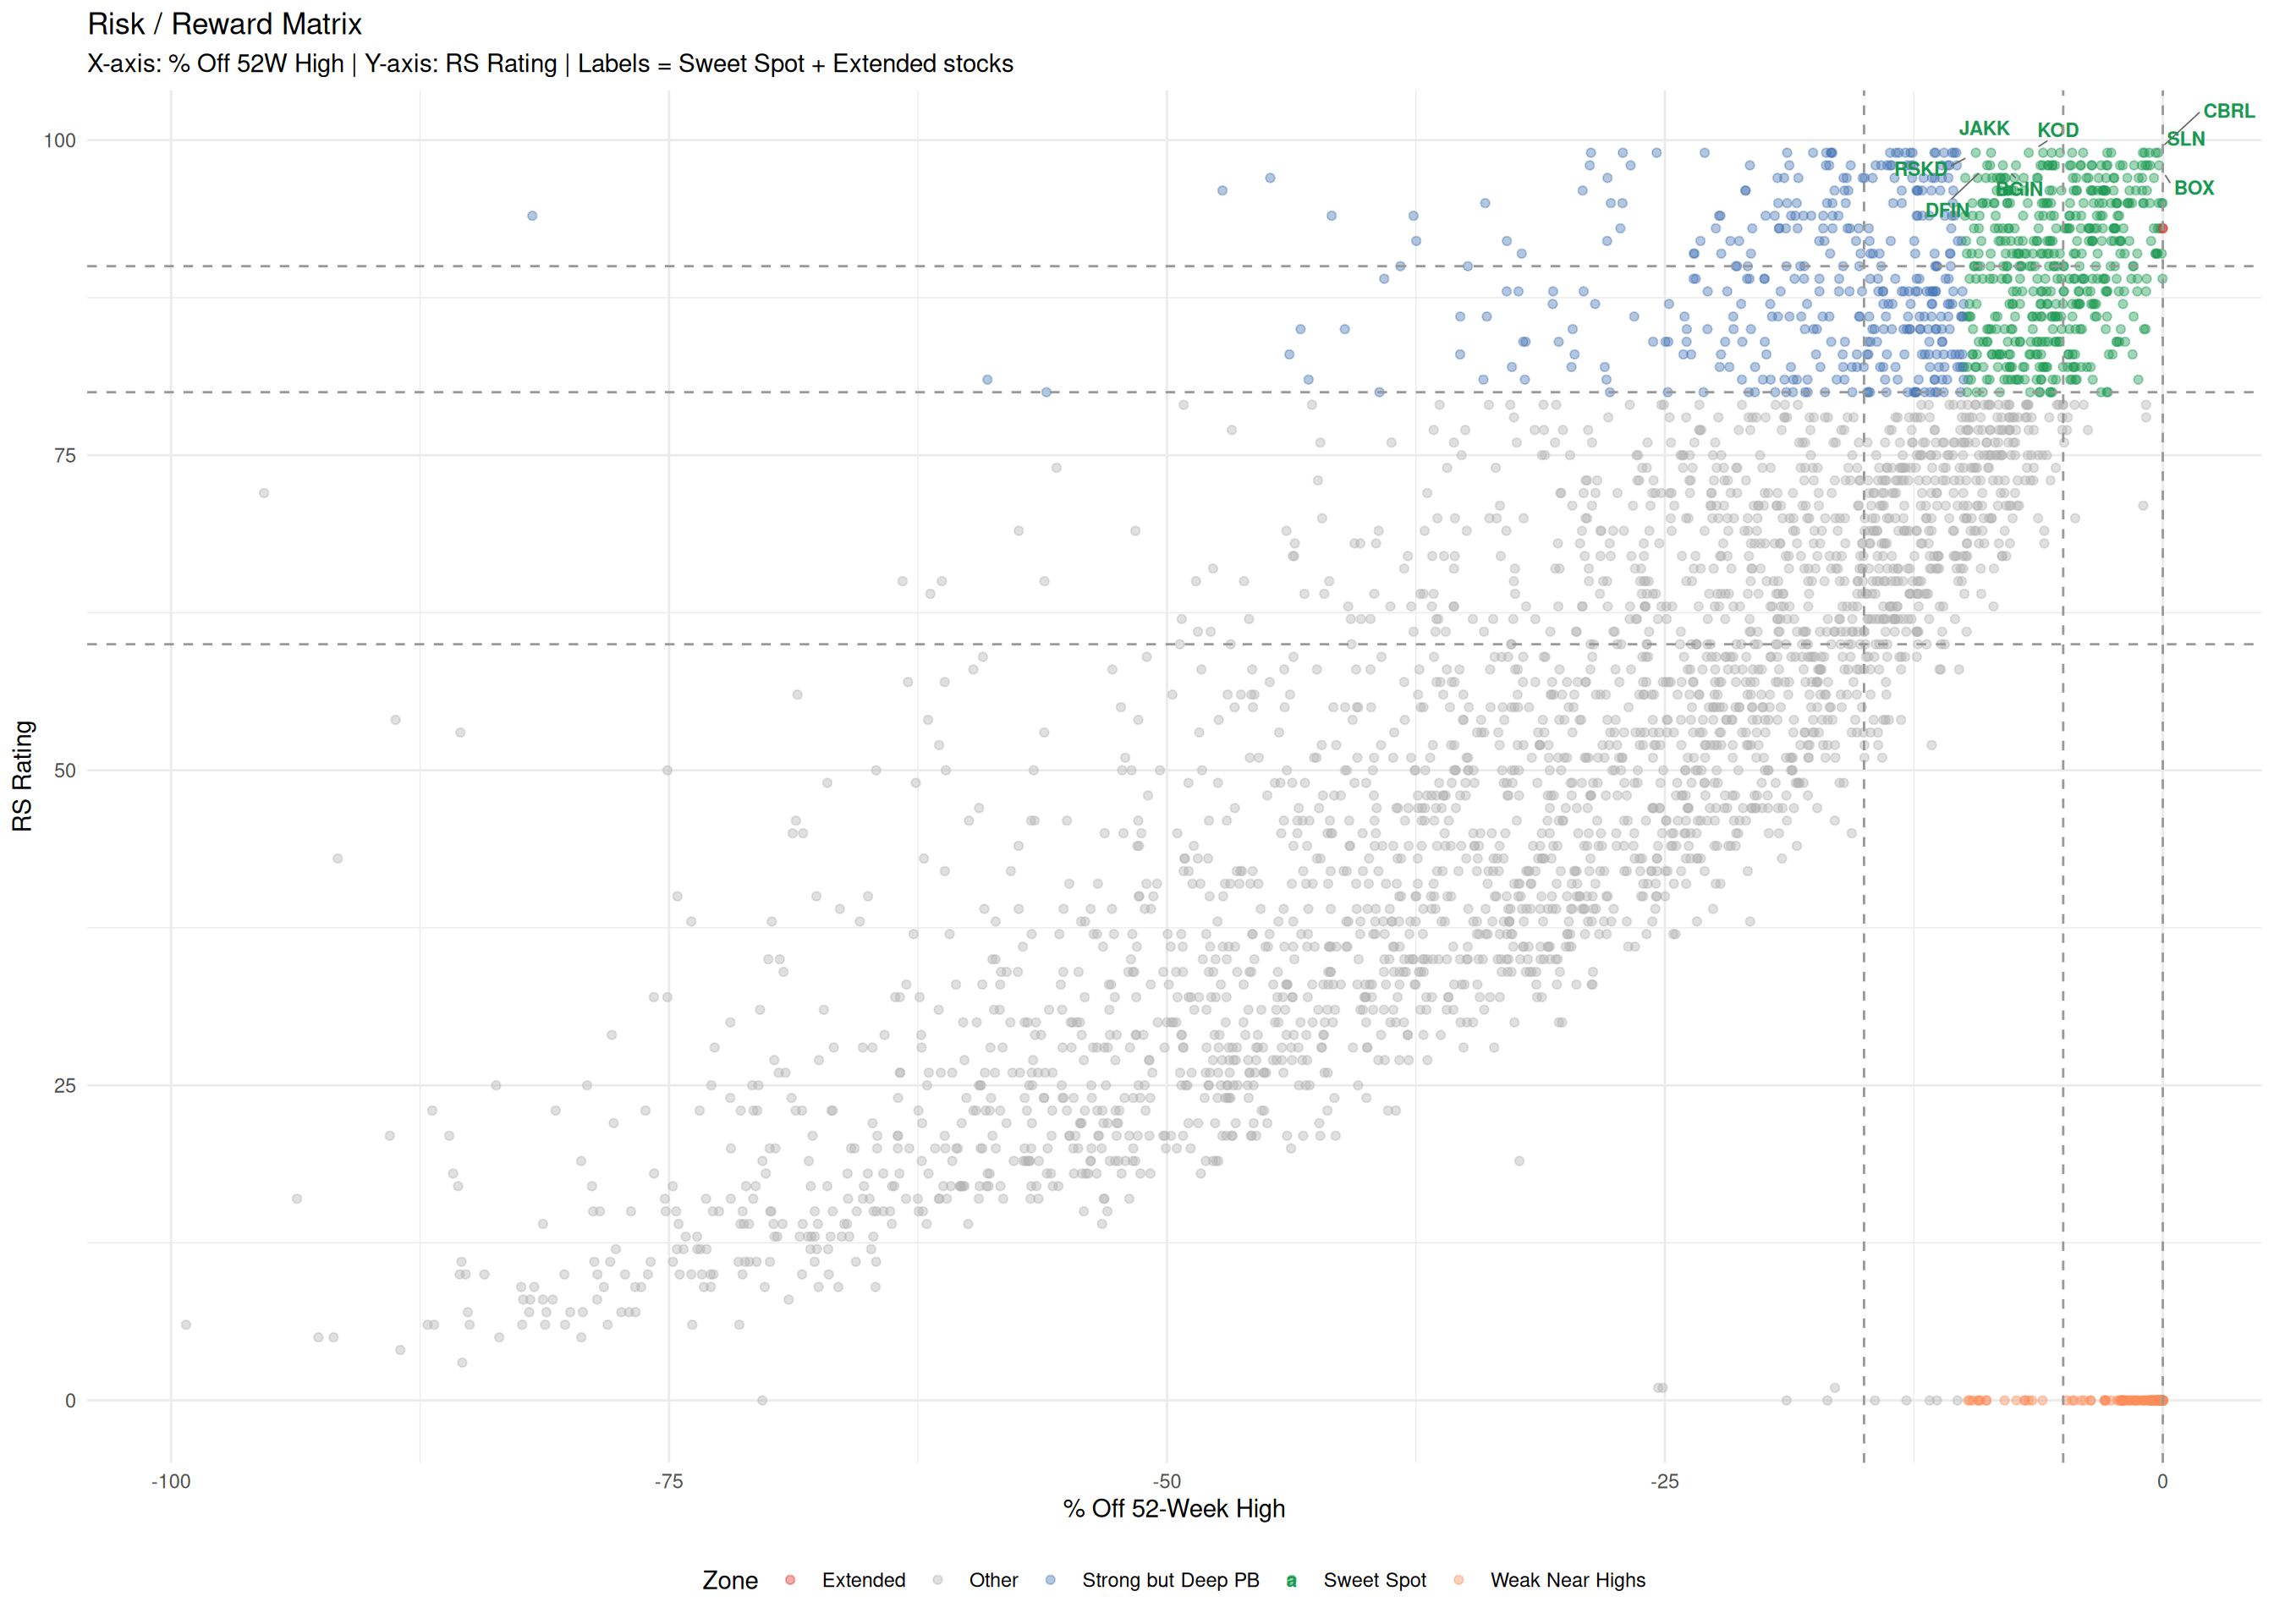 Risk / Reward Matrix
X-axis: % Off 52W High | Y-axis: RS Rating | Labels = Sweet Spot + Extended stocks
CBRL
JAKK
KOD
SLN
RSKD
BOX
DFIN
100
75
50
25
0
RS Rating
-100
-75
-50
-25
0
% Off 52-Week High
Zone
Extended
Other
Strong but Deep PB
a
Sweet Spot
Weak Near Highs